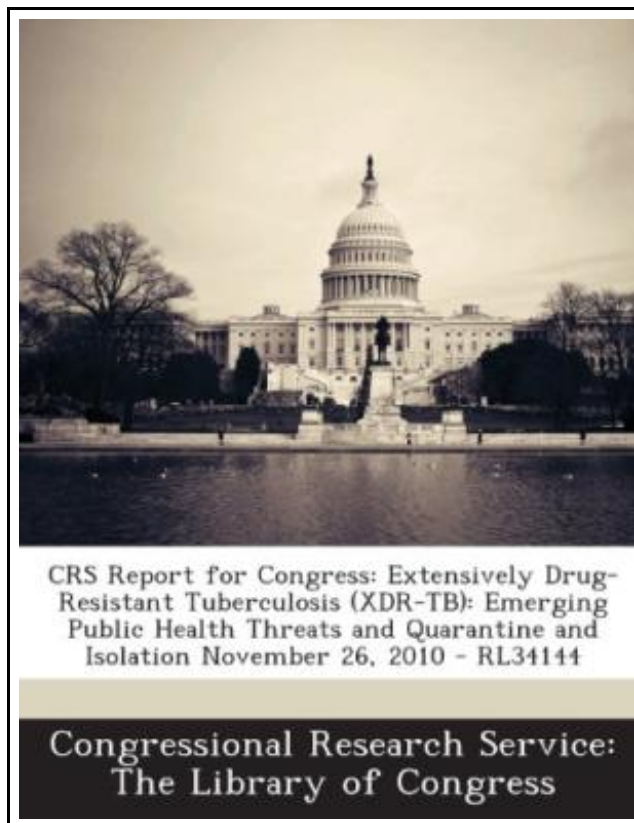 CRS Report for Congress: Extensively Drug-
Resistant Tuberculosis (XDR-TB): Emerging
Public Health Threats and Quarantine and
Isolation November 26, 2010 - RL34144
Congressional Research Service:
The Library of Congress